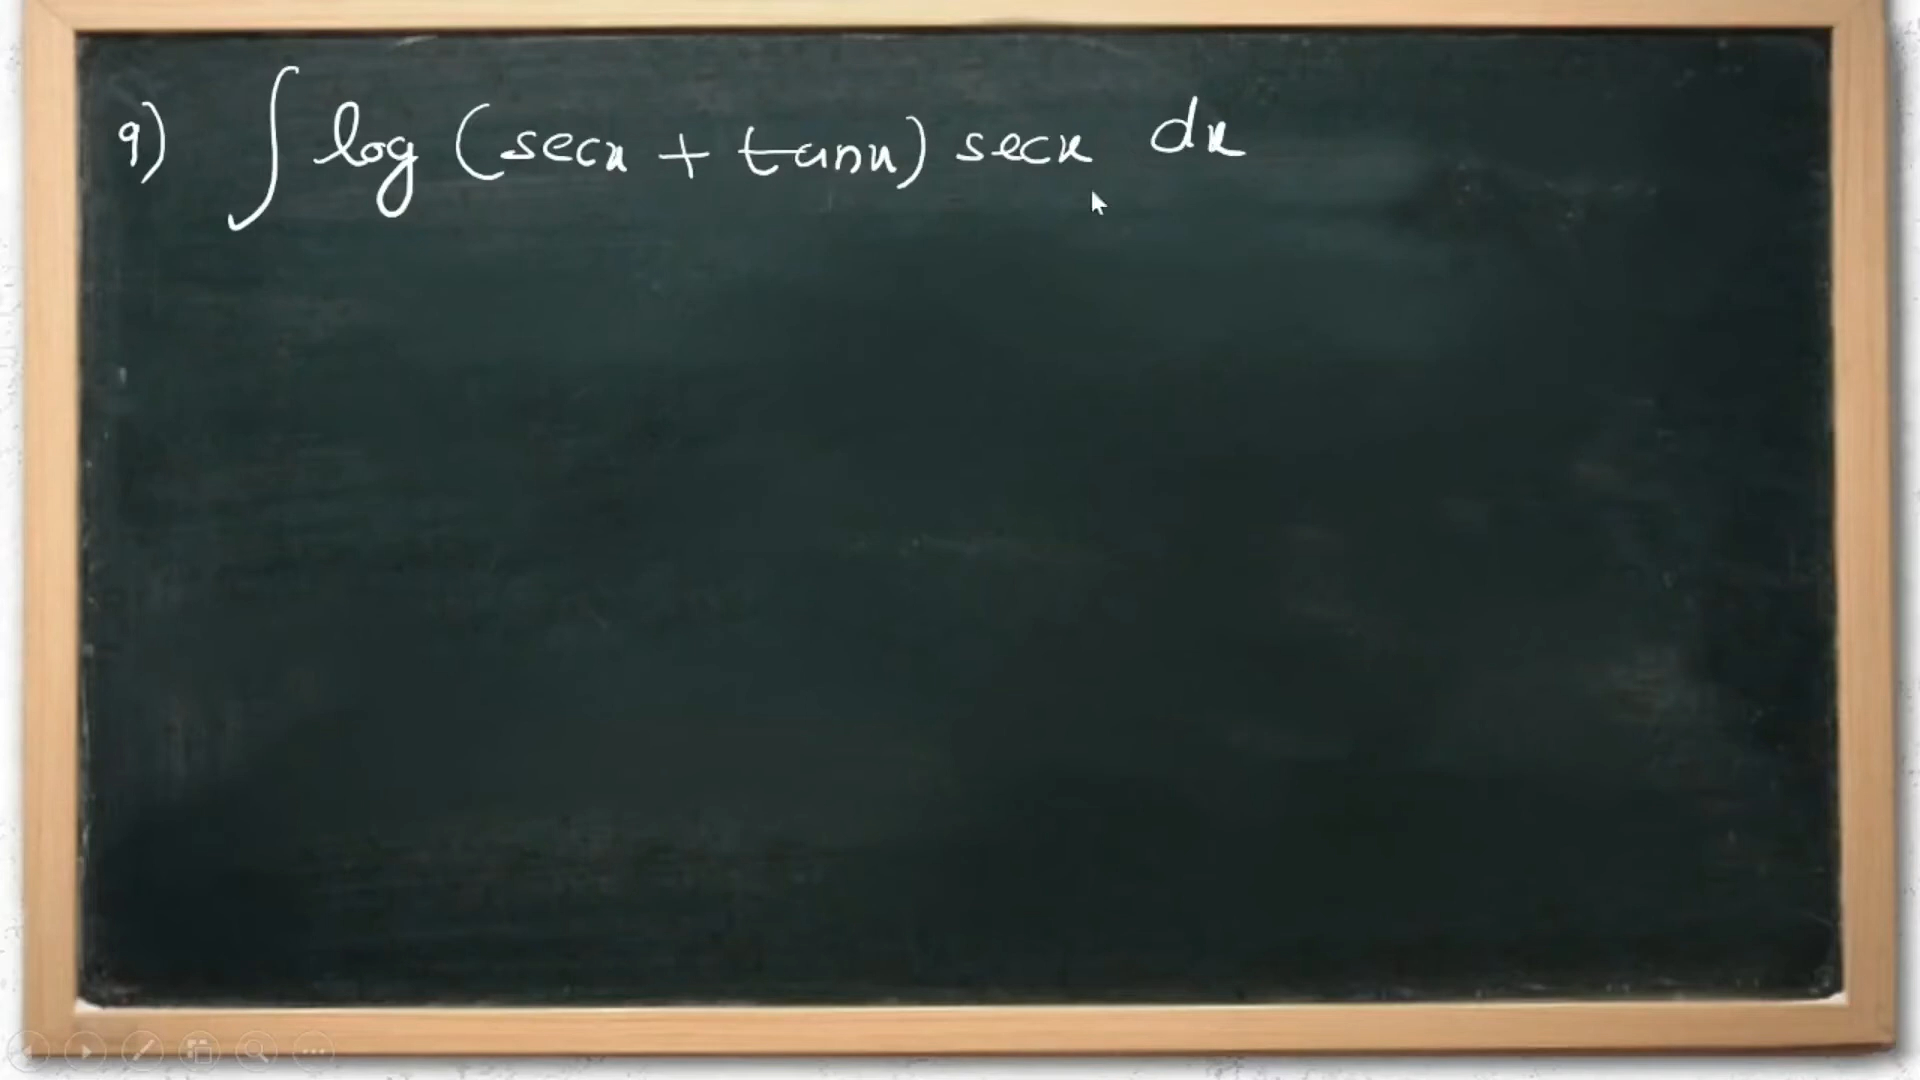 9) ∫ log (secx + tanx) secx dx